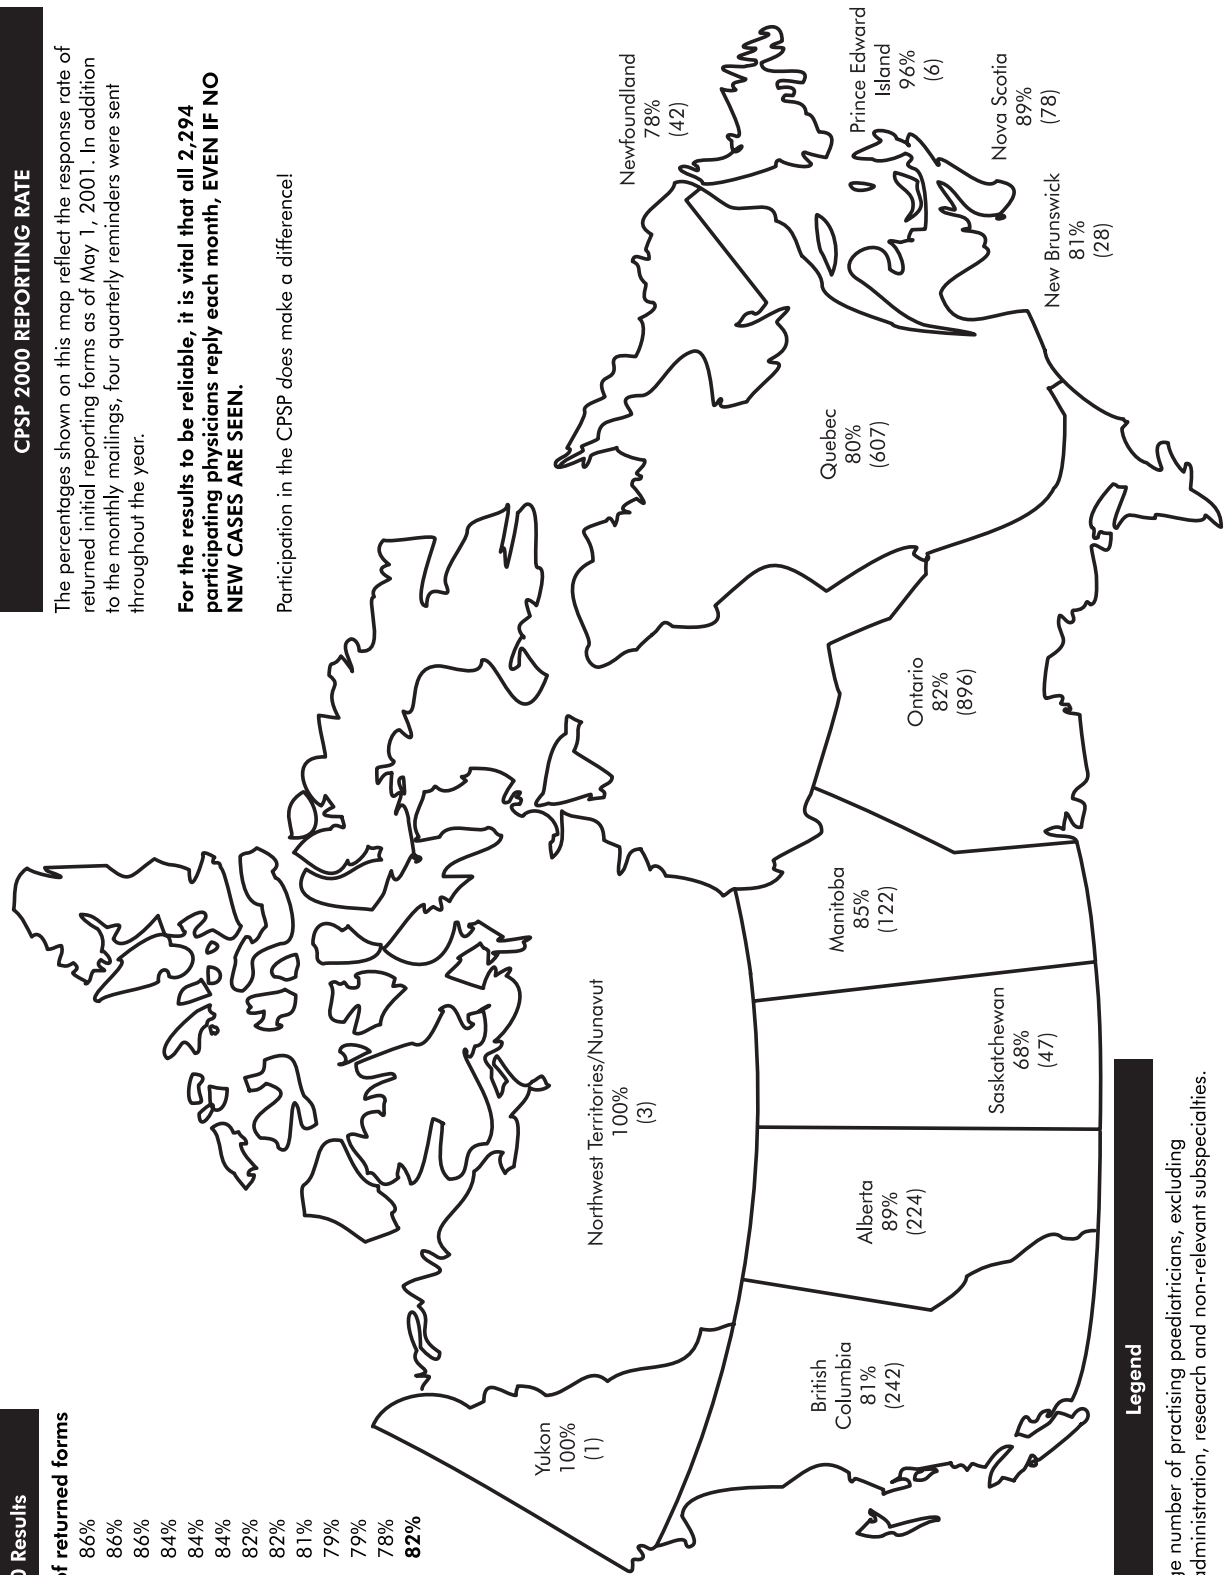 CPSP 2000 REPORTING RATE
The percentages shown on this map reflect the response rate of
returned initial reporting forms as of May 1, 2001. In addition
to the monthly mailings, four quarterly reminders were sent
throughout the year.
For the results to be reliable, it is vital that all 2,294
participating physicians reply each month, EVEN IF NO
NEW CASES ARE SEEN.
Participation in the CPSP does make a difference!
0 Results
of returned forms
86%
86%
86%
84%
84%
84%
82%
82%
81%
79%
79%
78%
82%
Yukon
100%
(1)
Northwest Territories/Nunavut
100%
(3)
British
Columbia
81%
(242)
Alberta
89%
(224)
Saskatchewan
68%
(47)
Manitoba
85%
(122)
Ontario
82%
(896)
Quebec
80%
(607)
Newfoundland
78%
(42)
Prince Edward
Island
96%
(6)
Nova Scotia
89%
(78)
New Brunswick
81%
(28)
Legend
ge number of practising paediatricians, excluding
administration, research and non-relevant subspecialties.